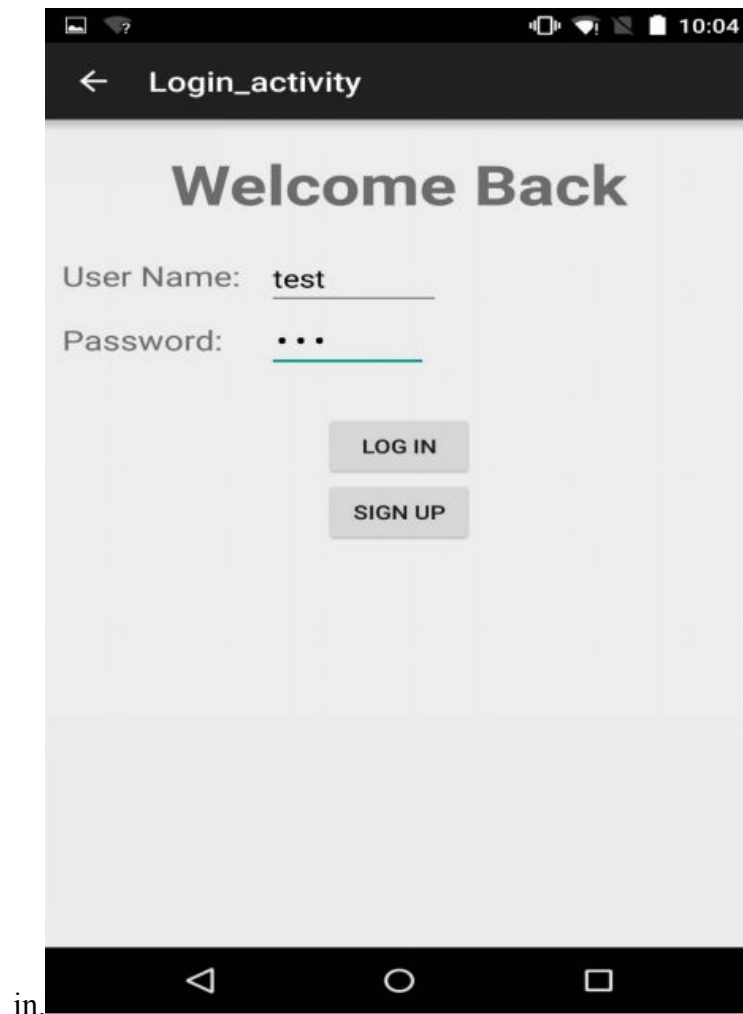 10:04
Login_activity
Welcome Back
User Name: test
Password: •••
LOG IN
SIGN UP
in.